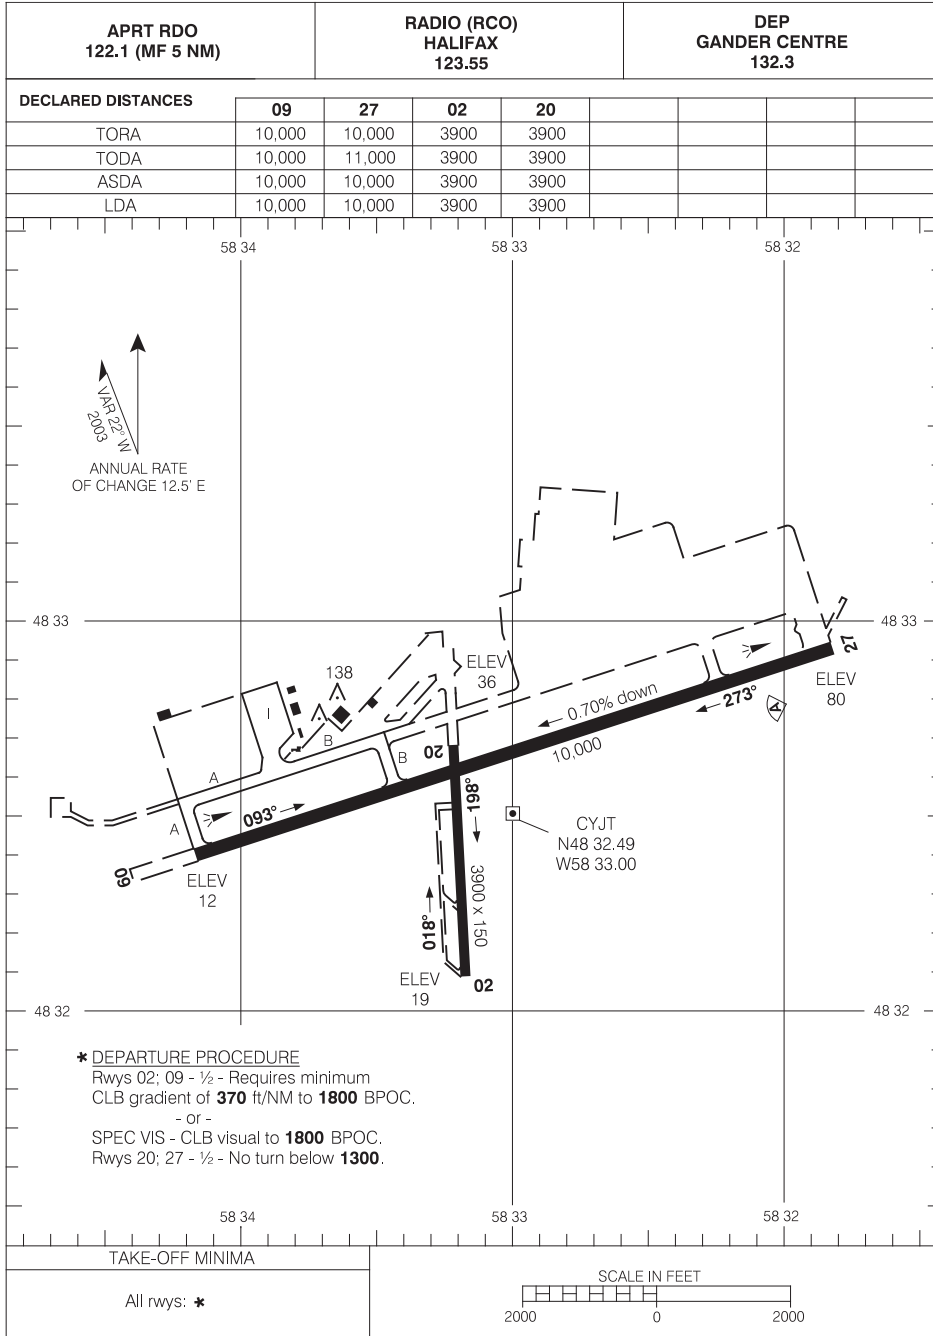 APRT RDO
122.1 (MF 5 NM)
RADIO (RCO)
HALIFAX
123.55
DEP
GANDER CENTRE
132.3
DECLARED DISTANCES
09 27 02 20
TORA 10,000 10,000 3900 3900
TODA 10,000 11,000 3900 3900
ASDA 10,000 10,000 3900 3900
LDA 10,000 10,000 3900 3900
58 34 58 33 58 32
VAR 22° W
2003
ANNUAL RATE
OF CHANGE 12.5' E
48 33 48 33
27
ELEV
36
138
ELEV
80
0.70% down
273°
A
10,000
I
B
B
20
A
A
093°
198°
CYJT
N48 32.49
W58 33.00
09
ELEV
12
3900 x 150
018°
ELEV
19
02
48 32 48 32
* DEPARTURE PROCEDURE
Rwys 02; 09 - ½ - Requires minimum
CLB gradient of 370 ft/NM to 1800 BPOC.
- or -
SPEC VIS - CLB visual to 1800 BPOC.
Rwys 20; 27 - ½ - No turn below 1300.
58 34 58 33 58 32
TAKE-OFF MINIMA
All rwys: *
SCALE IN FEET
2000 0 2000